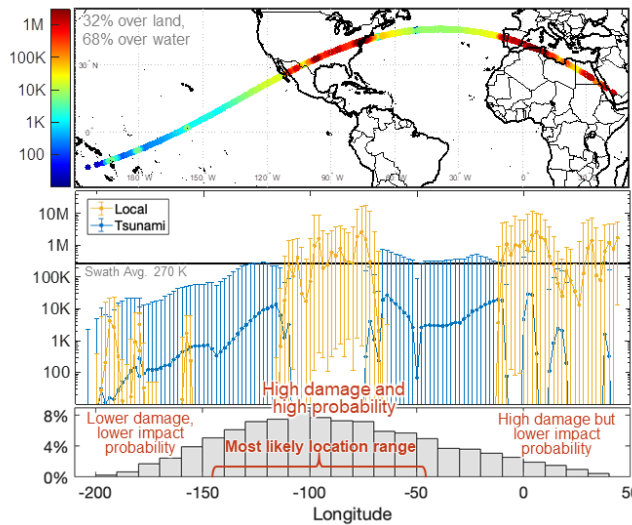 32% over land,
68% over water
1M
100K
10K
1K
100
30° N
0°
150 W
120 W
90 W
60 W
30 W
0
30 E
10M
1M
100K
10K
1K
100
Local
Tsunami
Swath Avg. 270 K
High damage and
high probability
Lower damage,
lower impact
probability
Most likely location range
High damage but
lower impact
probability
8%
4%
0%
-200
-150
-100
-50
0
50
Longitude